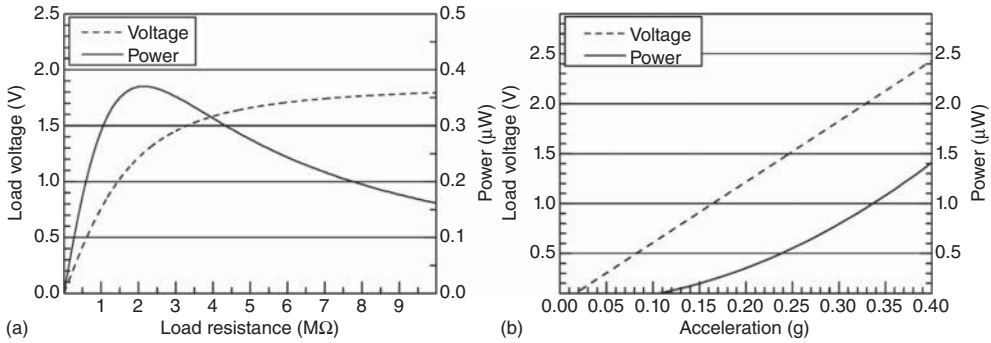 Voltage
Power
Load voltage (V)
2.5
2.0
1.5
1.0
0.5
0.0
0.5
0.4
0.3
0.2
0.1
0.0
Power (µW)
1 2 3 4 5 6 7 8 9
Load resistance (MΩ)
(a)
Voltage
Power
Load voltage (V)
2.5
2.0
1.5
1.0
0.5
2.5
2.0
1.5
1.0
0.5
Power (µW)
0.00 0.05 0.10 0.15 0.20 0.25 0.30 0.35 0.40
Acceleration (g)
(b)